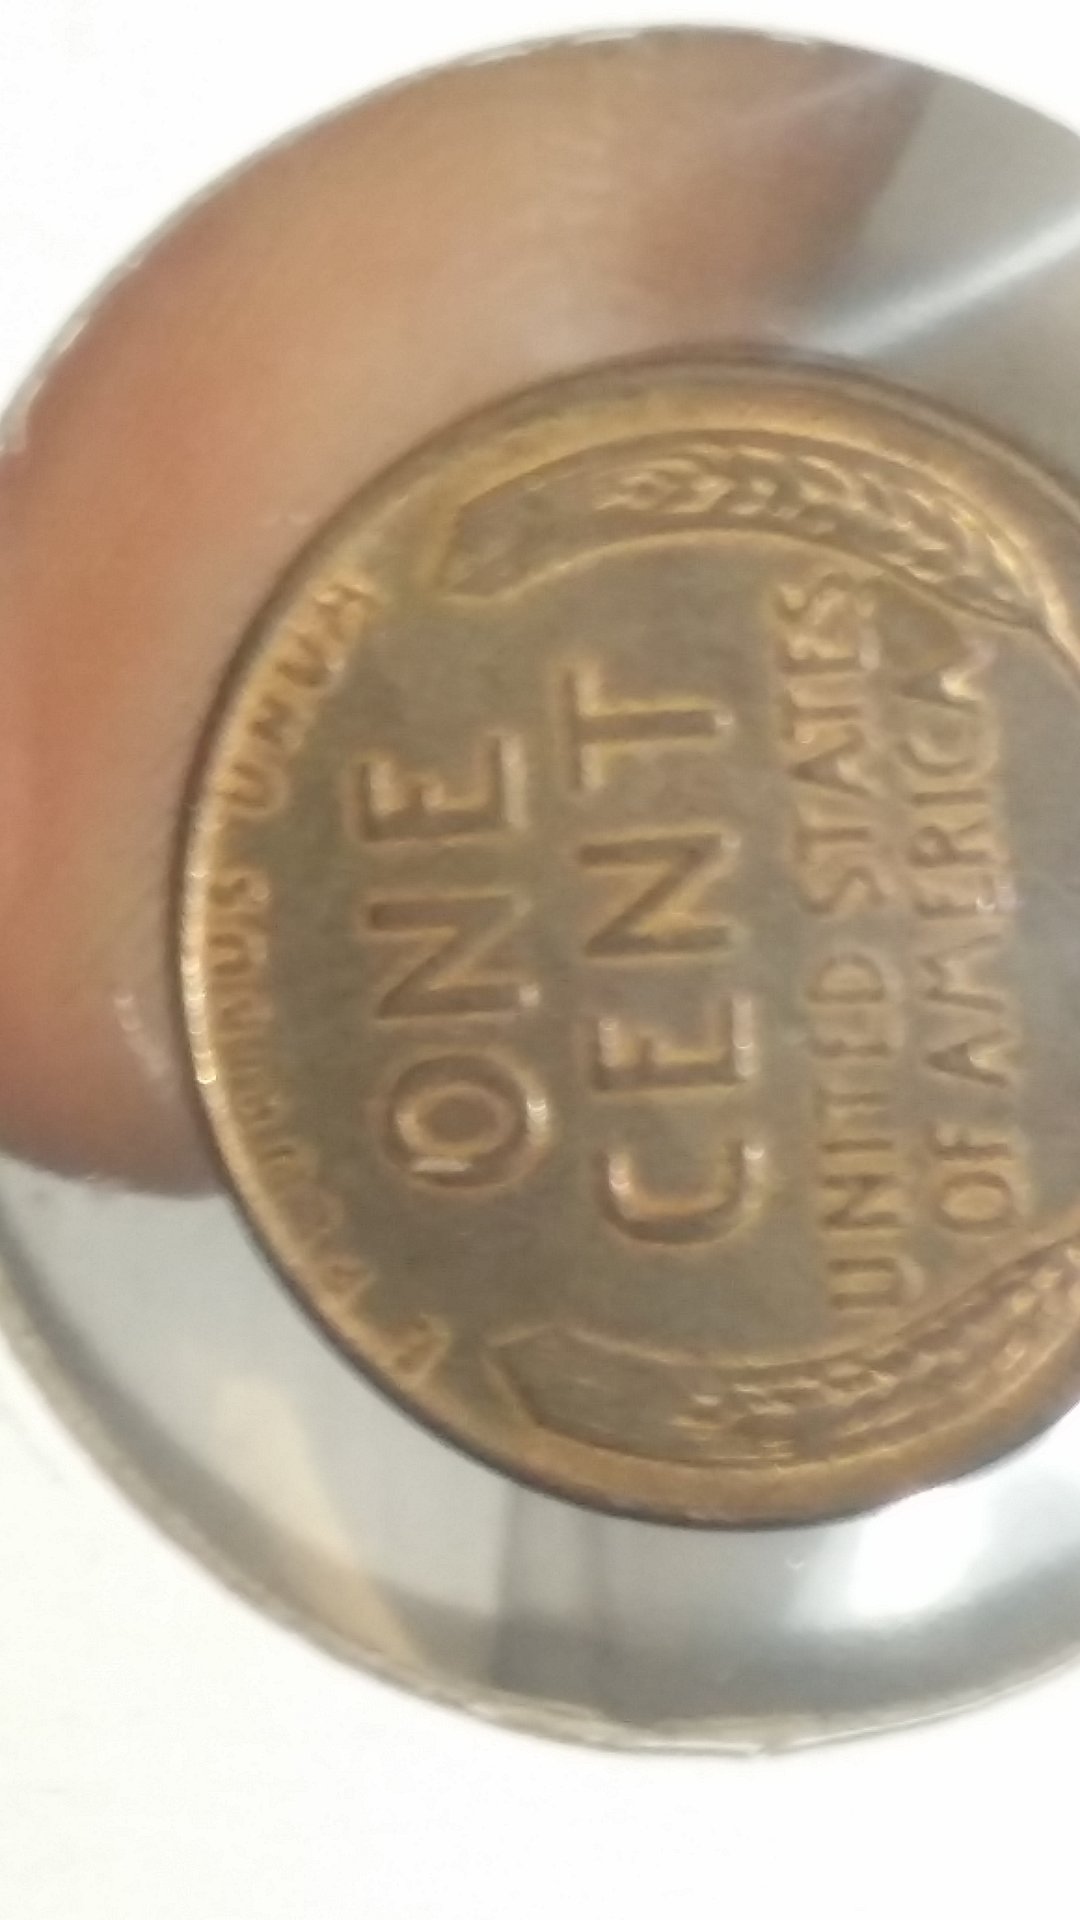 E PLURIBUS UNUM
ONE
CENT
UNITED STATES
OF AMERICA